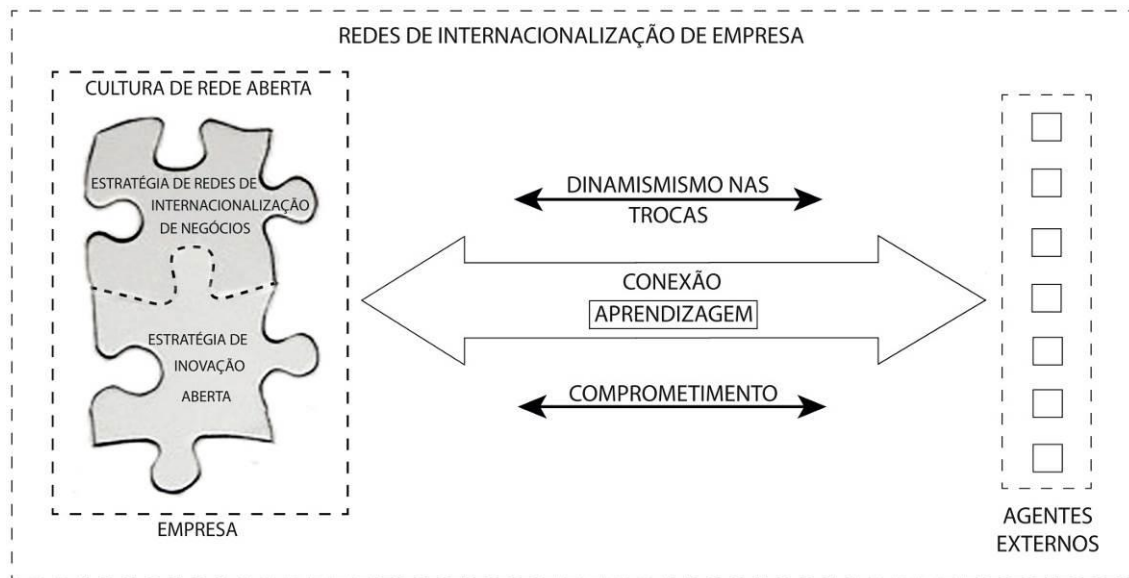 REDES DE INTERNACIONALIZAÇÃO DE EMPRESA
CULTURA DE REDE ABERTA
ESTRATÉGIA DE REDES DE
INTERNACIONALIZAÇÃO
DE NEGÓCIOS
ESTRATÉGIA DE
INOVAÇÃO
ABERTA
EMPRESA
DINAMISMISMO NAS
TROCAS
CONEXÃO
APRENDIZAGEM
COMPROMETIMENTO
AGENTES
EXTERNOS